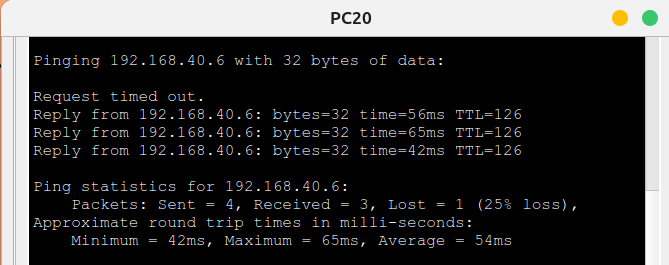 PC20
Pinging 192.168.40.6 with 32 bytes of data:
Request timed out.
Reply from 192.168.40.6: bytes=32 time=56ms TTL=126
Reply from 192.168.40.6: bytes=32 time=65ms TTL=126
Reply from 192.168.40.6: bytes=32 time=42ms TTL=126
Ping statistics for 192.168.40.6:
Packets: Sent = 4, Received = 3, Lost = 1 (25% loss),
Approximate round trip times in milli-seconds:
Minimum = 42ms, Maximum = 65ms, Average = 54ms